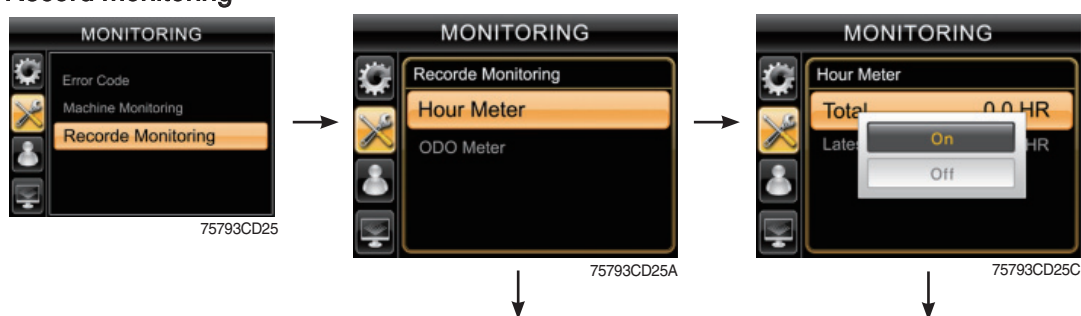 Record monitoring
MONITORING
Error Code
Machine Monitoring
Recorde Monitoring
75793CD25
MONITORING
Recorde Monitoring
Hour Meter
ODO Meter
75793CD25A
MONITORING
Hour Meter
Total 0.0 HR
HR
On
Off
75793CD25C